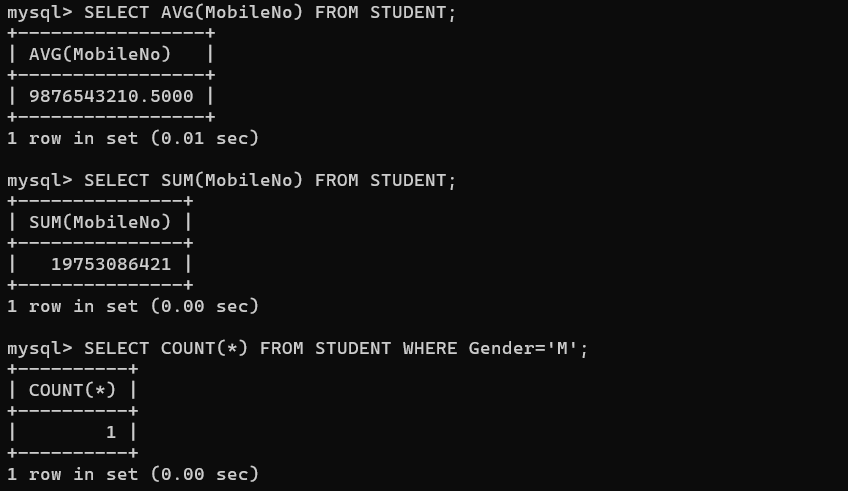 mysql> SELECT AVG(MobileNo) FROM STUDENT;
+-----------------+
| AVG(MobileNo)   |
+-----------------+
| 9876543210.5000 |
+-----------------+
1 row in set (0.01 sec)

mysql> SELECT SUM(MobileNo) FROM STUDENT;
+---------------+
| SUM(MobileNo) |
+---------------+
|   19753086421 |
+---------------+
1 row in set (0.00 sec)

mysql> SELECT COUNT(*) FROM STUDENT WHERE Gender='M';
+----------+
| COUNT(*) |
+----------+
|        1 |
+----------+
1 row in set (0.00 sec)